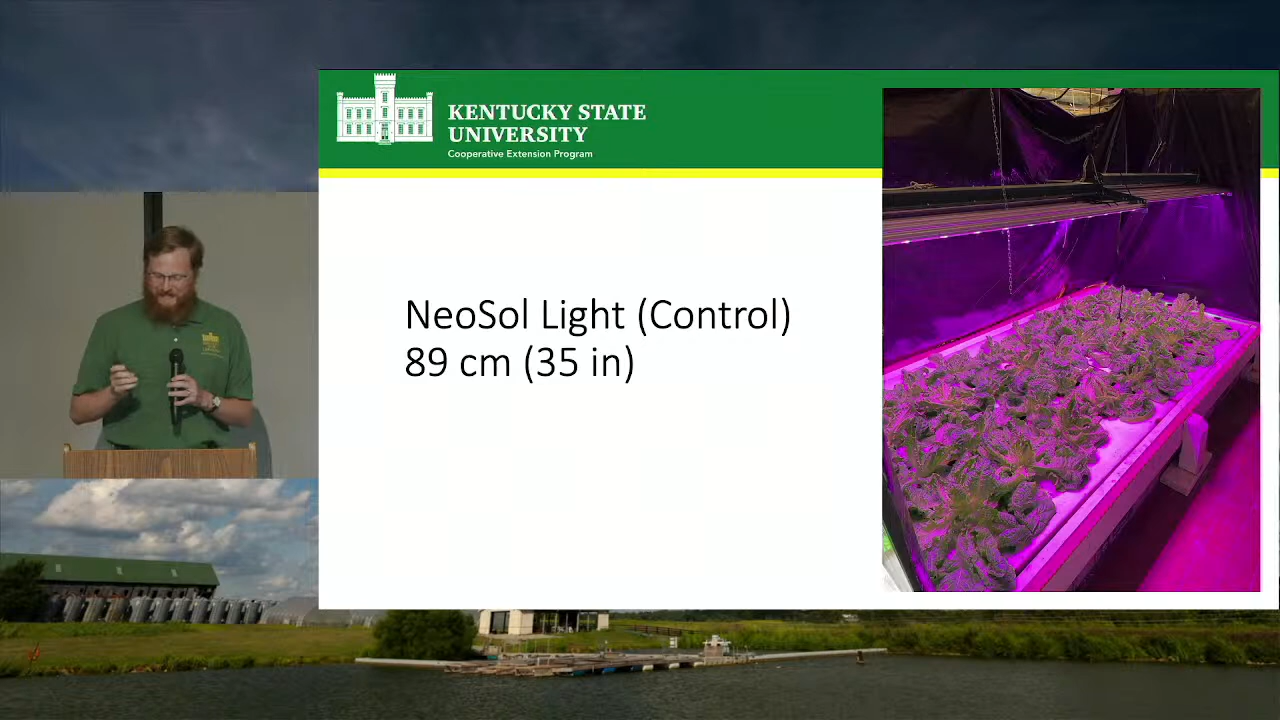 KENTUCKY STATE
UNIVERSITY
Cooperative Extension Program
NeoSol Light (Control)
89 cm (35 in)